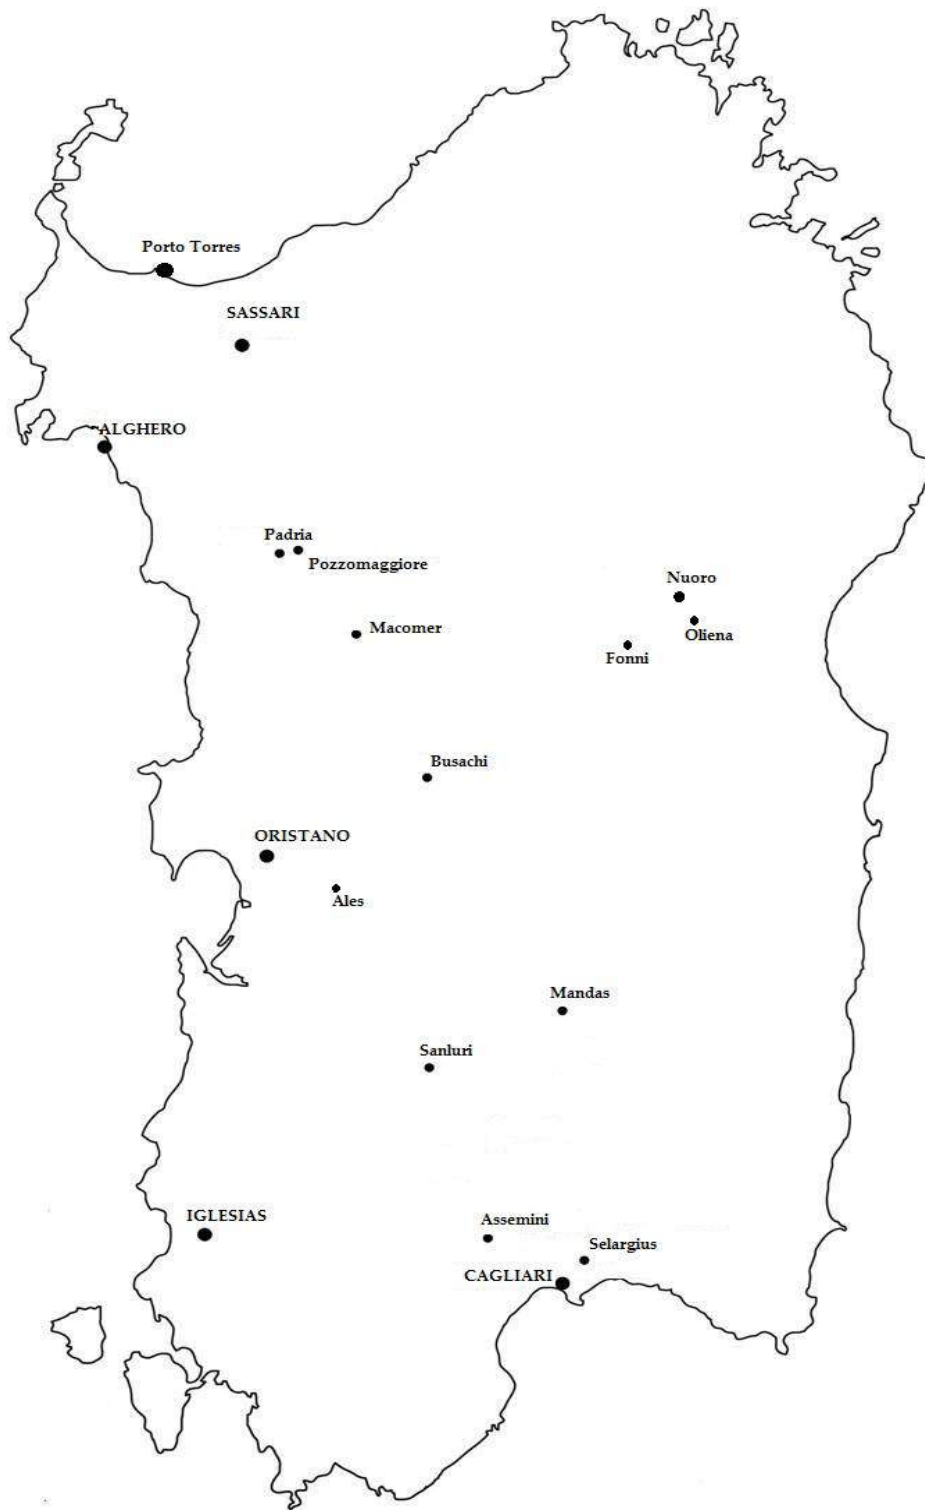 Porto Torres
SASSARI
ALGHERO
Padria
Pozzomaggiore
Nuoro
Macomer
Oliena
Fonni
Busachi
ORISTANO
Ales
Mandas
Sanluri
IGLESIAS
Assemini
Selargius
CAGLIARI